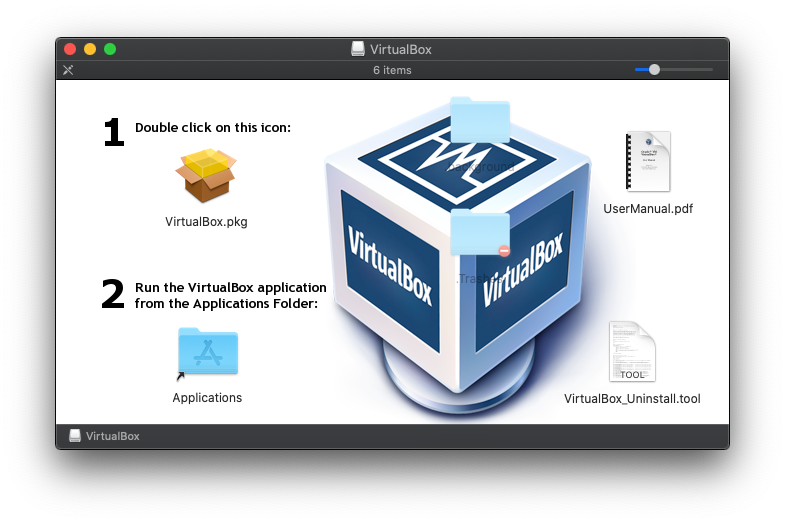 VirtualBox
6 items
1 Double click on this icon:
VirtualBox.pkg
.background
UserManual.pdf
VirtualBox
VirtualBox
.Trashes
2 Run the VirtualBox application
from the Applications Folder:
Applications
TOOL
VirtualBox_Uninstall.tool
VirtualBox